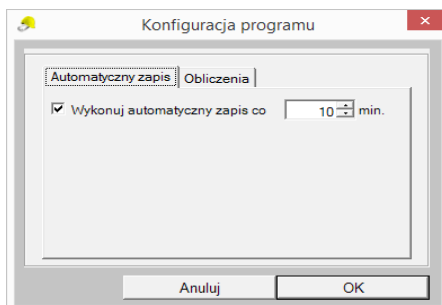 Konfiguracja programu
Automatyczny zapis Obliczenia
Wykonuj automatyczny zapis co 10 min.
Anuluj OK